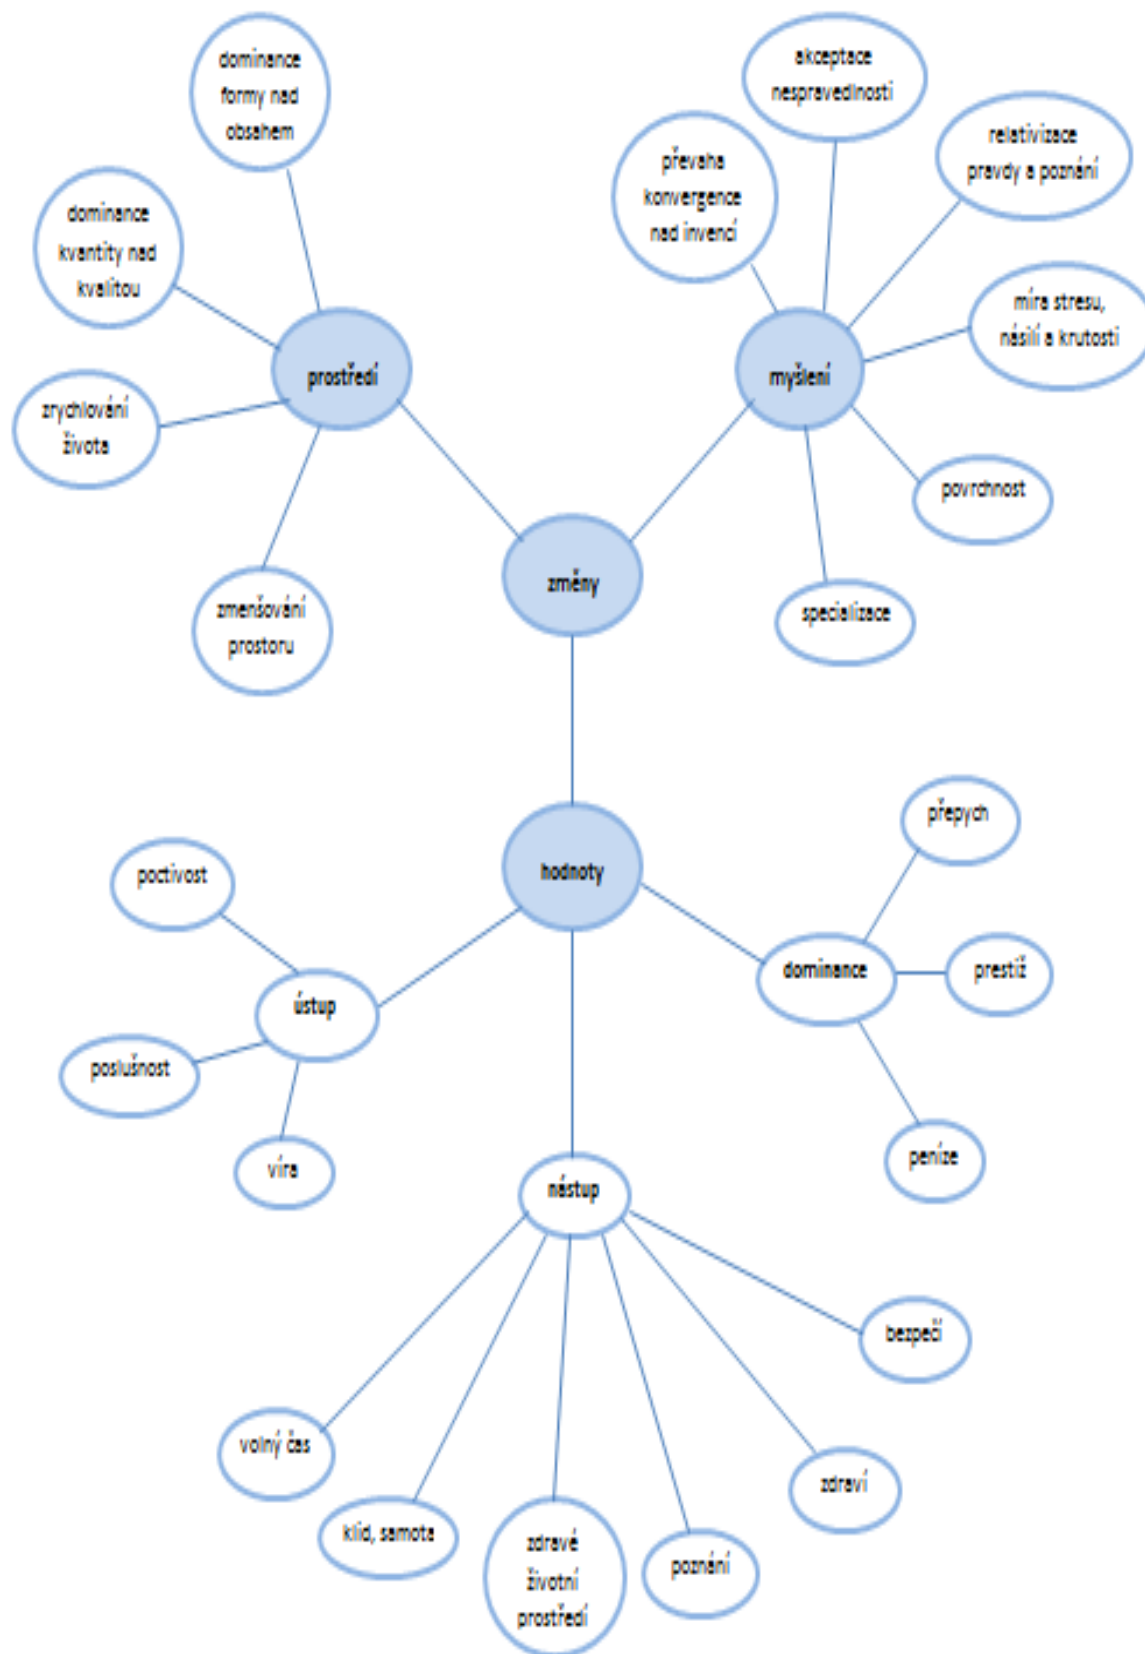 dominance
formy nad
obsahem
akceptace
nespravedlnosti
relativizace
pravdy a poznání
převaha
konvergence
nad invencí
dominance
kvantity nad
kvalitou
míra stresu,
násilí a krutosti
prostředí
myšlení
zrychlování
života
povrchnost
změny
zmenšování
prostoru
specializace
přepych
hodnoty
poctivost
dominance
prestiž
ústup
poslušnost
víra
peníze
nástup
bezpečí
volný čas
zdraví
klid, samota
zdravé
životní
prostředí
poznání